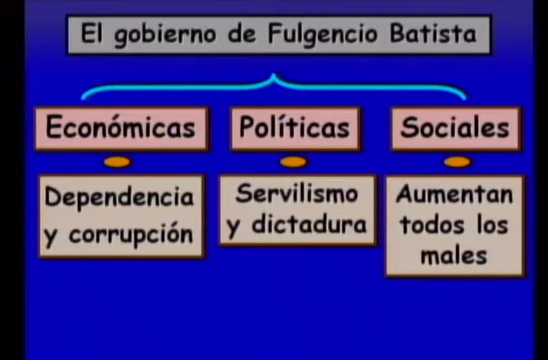 El gobierno de Fulgencio Batista
Económicas
Políticas
Sociales
Dependencia
y corrupción
Servilismo
y dictadura
Aumentan
todos los
males